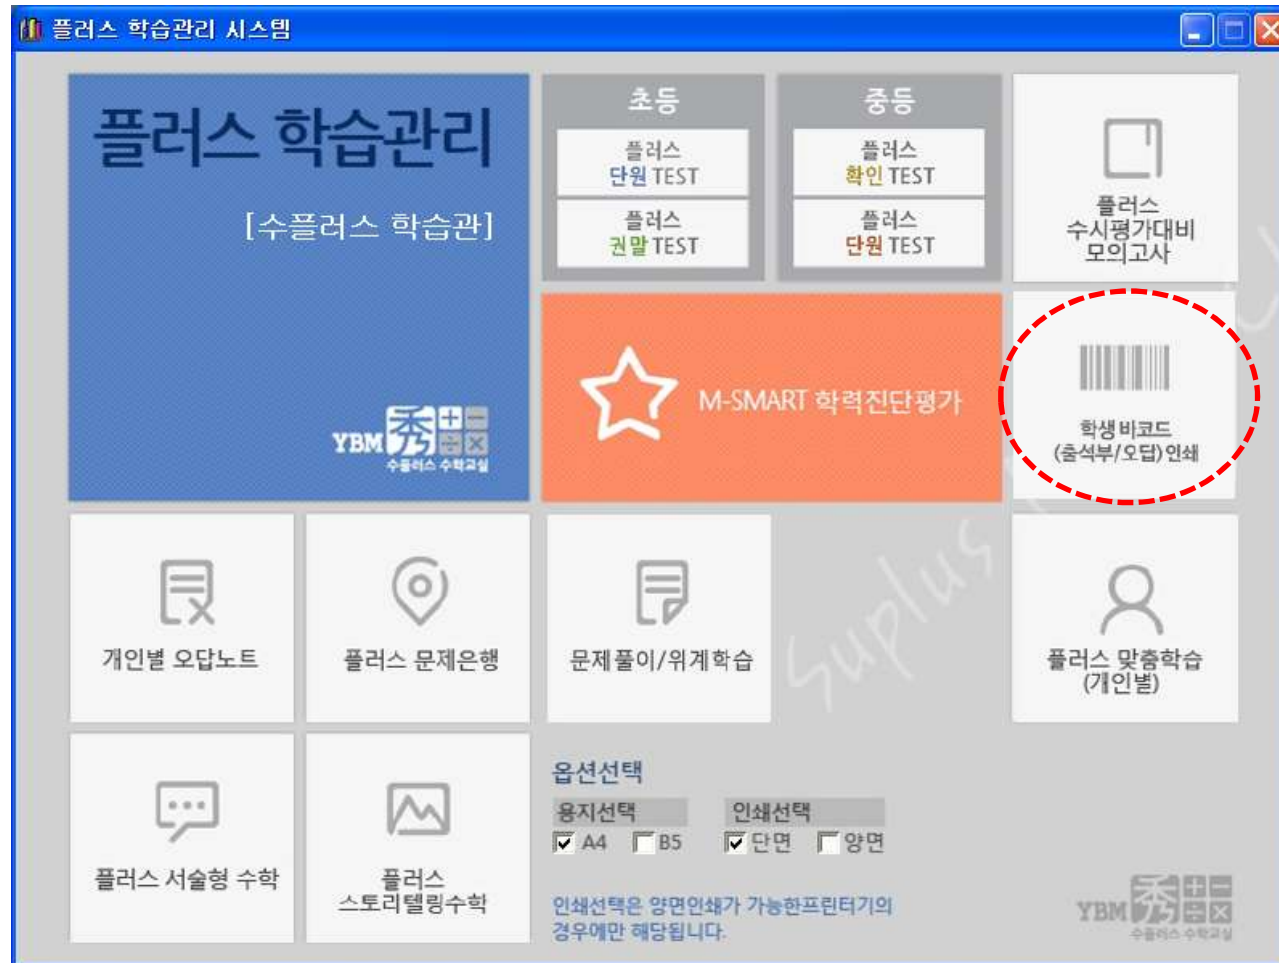 플러스 학습관리 시스템
플러스 학습관리
[수플러스 학습관]
YBM 秀
수플러스 수학교실
초등
플러스
단원 TEST
플러스
권말 TEST
중등
플러스
확인 TEST
플러스
단원 TEST
플러스
수시평가대비
모의고사
M-SMART 학력진단평가
학생 비코드
(출석부/오답)인쇄
개인별 오답노트
플러스 문제은행
문제풀이/위계학습
플러스 맞춤학습
(개인별)
플러스 서술형 수학
플러스
스토리텔링수학
옵션선택
용지선택
A4 B5
인쇄선택
단면 양면
인쇄선택은 양면인쇄가 가능한프린터기의
경우에만 해당됩니다.
Suplus
YBM 秀
수플러스 수학교실